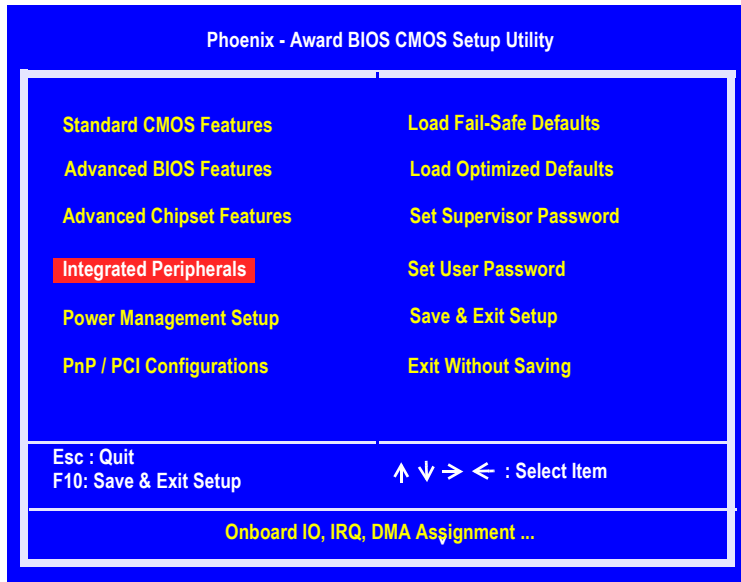 Phoenix - Award BIOS CMOS Setup Utility
Standard CMOS Features
Advanced BIOS Features
Advanced Chipset Features
Integrated Peripherals
Power Management Setup
PnP / PCI Configurations
Load Fail-Safe Defaults
Load Optimized Defaults
Set Supervisor Password
Set User Password
Save & Exit Setup
Exit Without Saving
Esc : Quit
F10: Save & Exit Setup
↑ ↓ → ← : Select Item
Onboard IO, IRQ, DMA Assignment ...